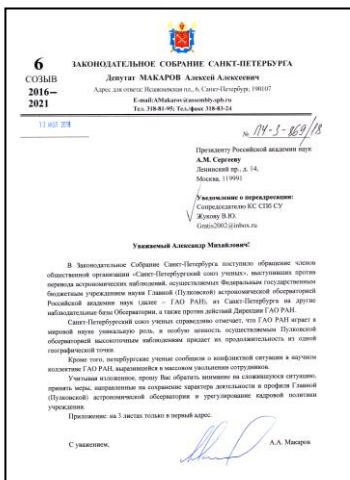 6
СОЗЫВ
2016–
2021
ЗАКОНОДАТЕЛЬНОЕ СОБРАНИЕ САНКТ-ПЕТЕРБУРГА
Депутат МАКАРОВ Алексей Алексеевич
Адрес для ответа: Исаакиевская пл., 6, Санкт-Петербург, 190107
E-mail:AMakarov@assembly.spb.ru
Тел. 318-81-95; Тел./факс 318-83-24
13 НОЯ 2018
№ ПЧ-3-869/18
Президенту Российской академии наук
А.М. Сергееву
Ленинский пр., д. 14,
Москва, 119991
Уведомление о переадресации:
Сопредседателю КС СПб СУ
Жукову В.Ю.
Gratis2002@inbox.ru
Уважаемый Александр Михайлович!
В Законодательное Собрание Санкт-Петербурга поступило обращение членов
общественной организации «Санкт-Петербургский союз ученых», выступивших против
перевода астрономических наблюдений, осуществляемых Федеральным государственным
бюджетным учреждением науки Главной (Пулковской) астрономической обсерваторией
Российской академии наук (далее – ГАО РАН), из Санкт-Петербурга на другие
наблюдательные базы Обсерватории, а также против действий Дирекции ГАО РАН.
Санкт-Петербургский союз ученых справедливо отмечает, что ГАО РАН играет в
мировой науке уникальную роль, и особую ценность осуществляемым Пулковской
обсерваторией высокоточным наблюдениям придает их продолжительность из одной
географической точки.
Кроме того, петербургские ученые сообщили о конфликтной ситуации в научном
коллективе ГАО РАН, выразившейся в массовом увольнении сотрудников.
Учитывая изложенное, прошу Вас обратить внимание на сложившуюся ситуацию,
принять меры, направленные на сохранение характера деятельности и профиля Главной
(Пулковской) астрономической обсерватории и урегулирование кадровой политики
учреждения.
Приложение: на 3 листах только в первый адрес.
С уважением,
А.А. Макаров